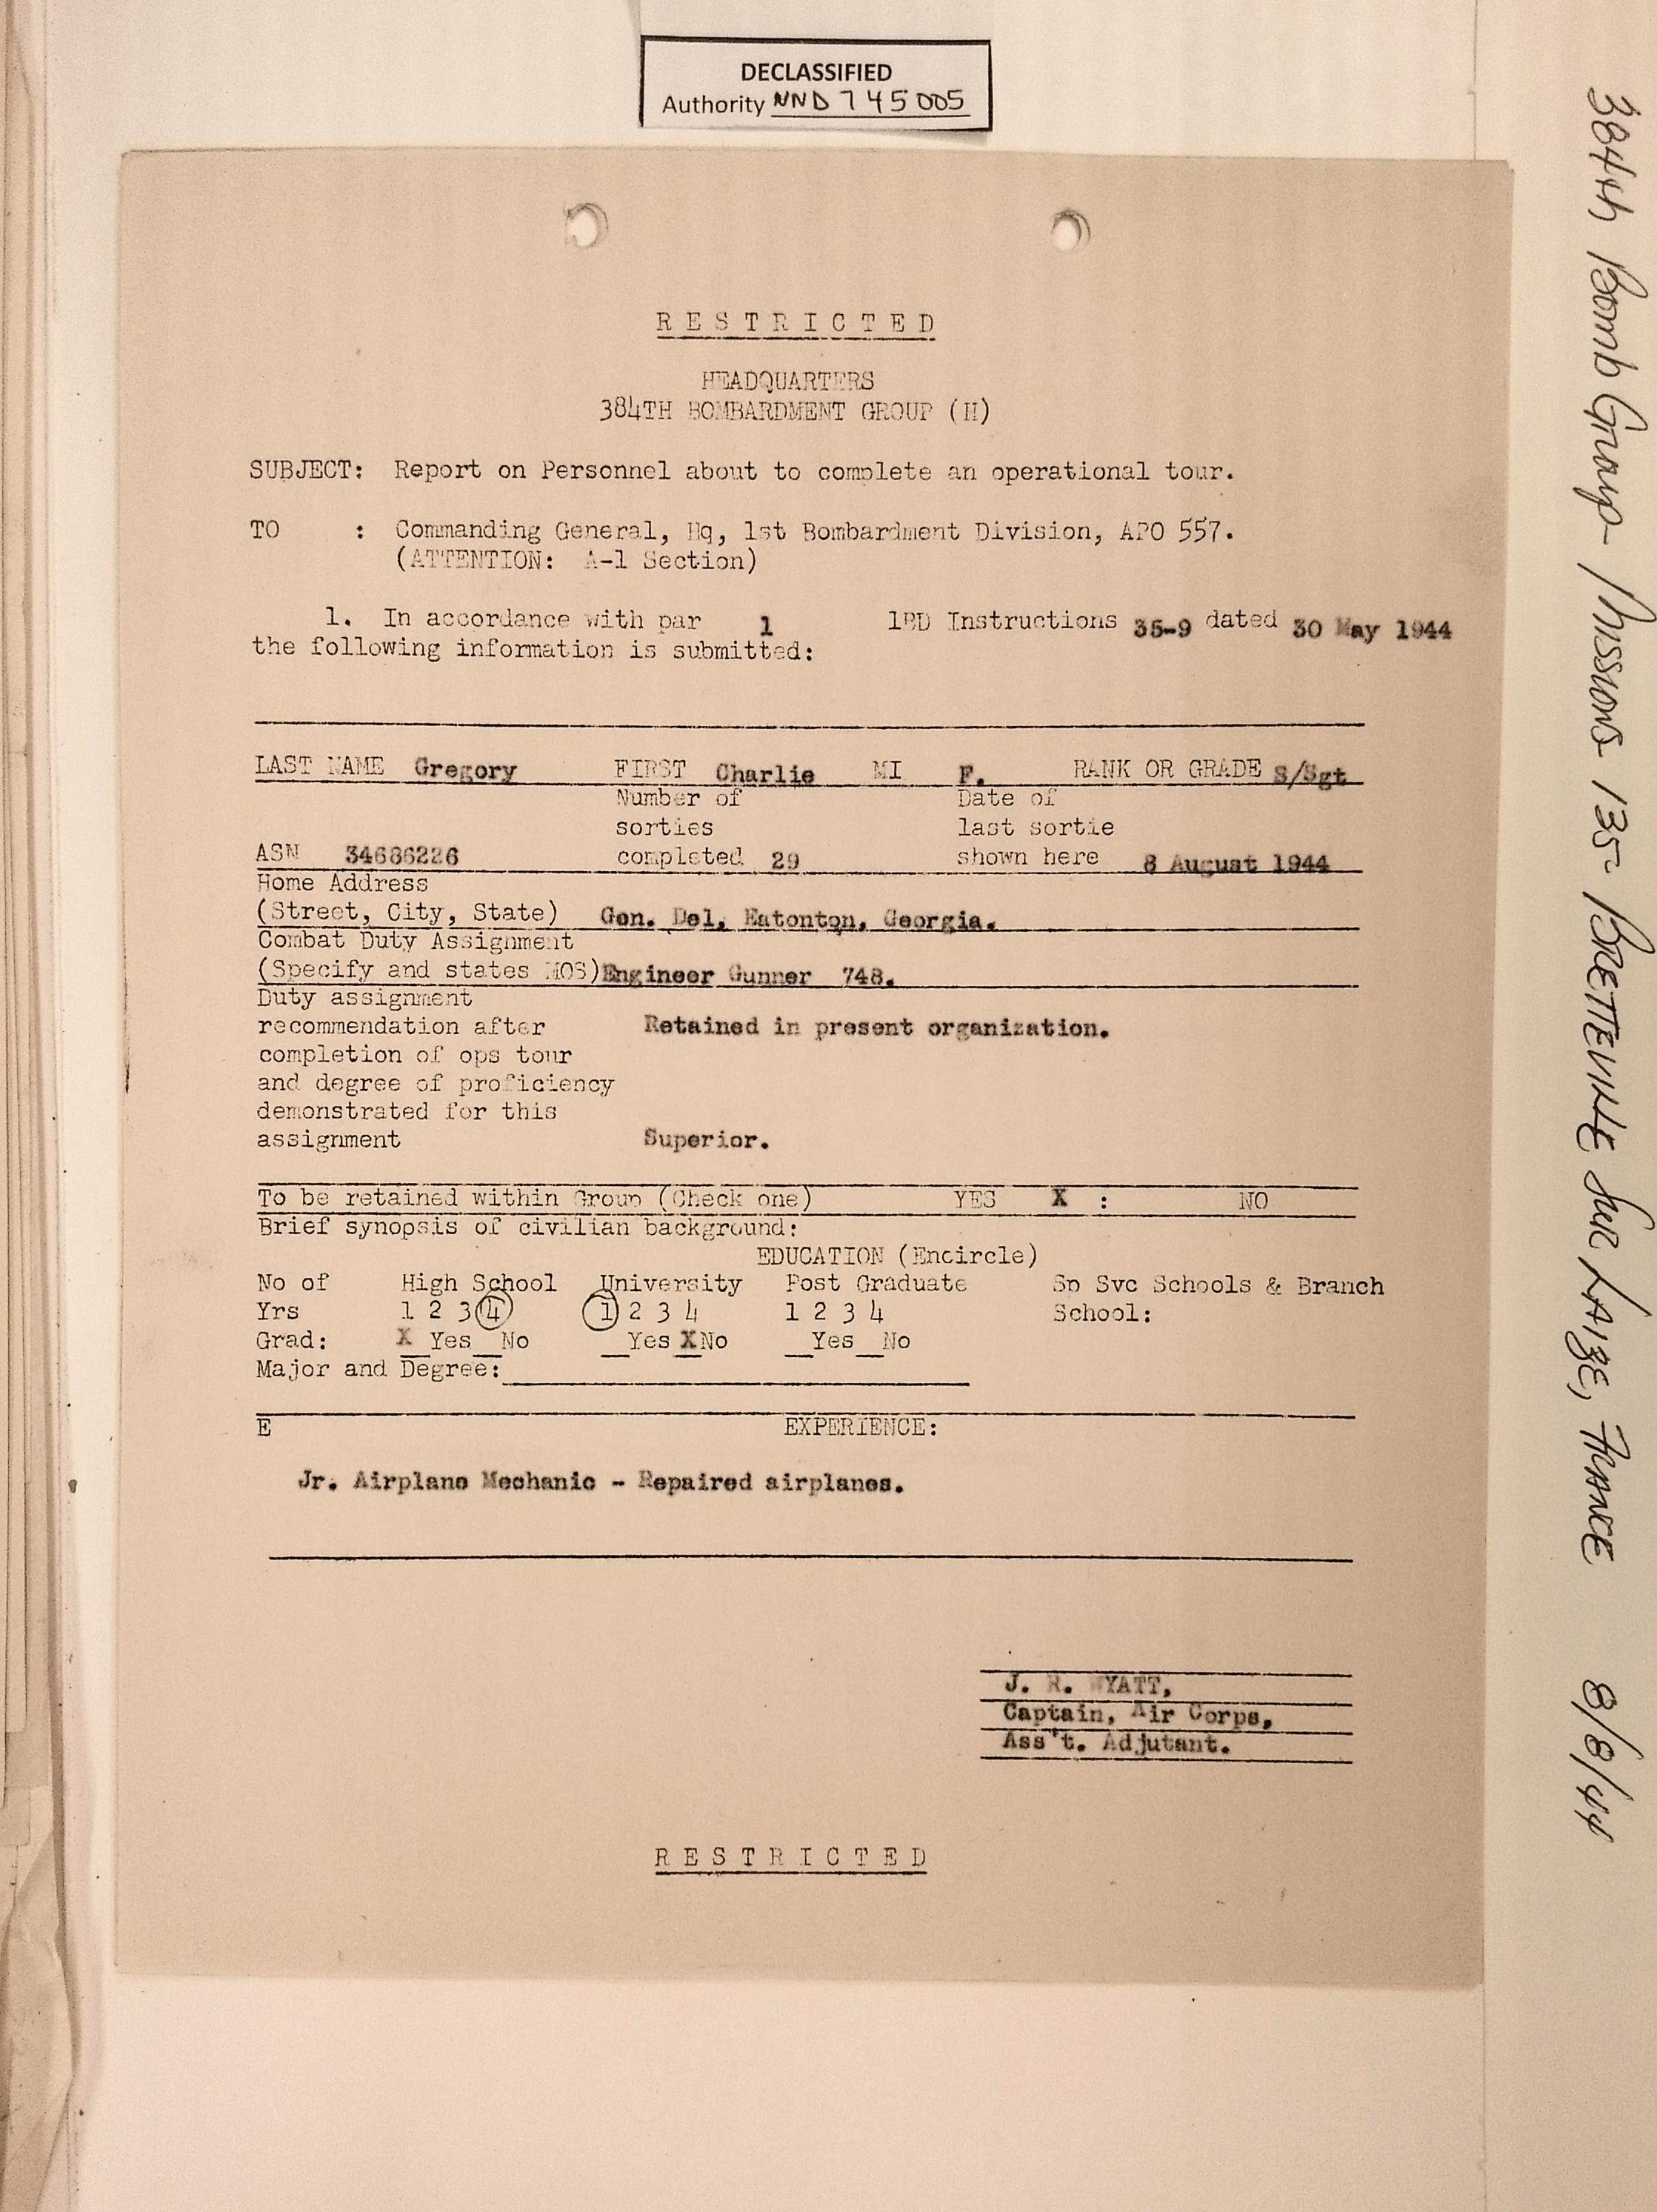 DECLASSIFIED
Authority NND 745005
R E S T R I C T E D
HEADQUARTERS
384TH BOMBARDMENT GROUP (H)
SUBJECT: Report on Personnel about to complete an operational tour.
TO : Commanding General, Hq, 1st Bombardment Division, APO 557.
(ATTENTION: A-1 Section)
1. In accordance with par 1 1BD Instructions 35-9 dated 30 May 1944
the following information is submitted:
LAST NAME Gregory FIRST Charlie MI F. RANK OR GRADE S/Sgt
Number of Date of
sorties last sortie
ASN 34686226 completed 29 shown here 8 August 1944
Home Address
(Street, City, State) Gen. Del, Eatonton, Georgia.
Combat Duty Assignment
(Specify and states MOS) Engineer Gunner 748.
Duty assignment
recommendation after Retained in present organization.
completion of ops tour
and degree of proficiency
demonstrated for this
assignment Superior.
To be retained within Group (Check one) YES X : NO
Brief synopsis of civilian background:
EDUCATION (Encircle)
No of High School University Post Graduate Sp Svc Schools & Branch
Yrs 1 2 3 4 1 2 3 4 1 2 3 4 School:
Grad: X Yes __No __Yes X No __Yes__No
Major and Degree:
E EXPERIENCE:
Jr. Airplane Mechanic - Repaired airplanes.
J. R. WYATT,
Captain, Air Corps,
Ass't. Adjutant.
R E S T R I C T E D
384th Bomb Group Missions 135 BRETTEVILLE Sur LAIZE, FRANCE 8/8/44